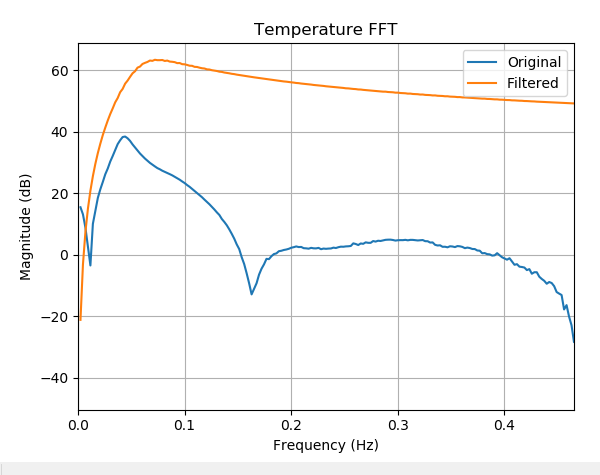 Temperature FFT
Original
Filtered
Magnitude (dB)
60
40
20
0
−20
−40
0.0 0.1 0.2 0.3 0.4
Frequency (Hz)